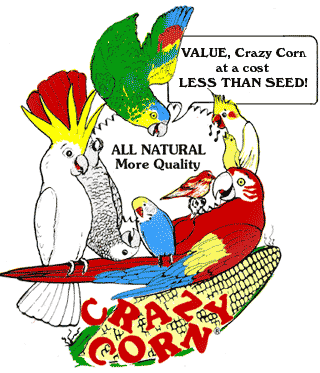 VALUE, Crazy Corn
at a cost
LESS THAN SEED!
ALL NATURAL
More Quality
CRAZY
CORN®